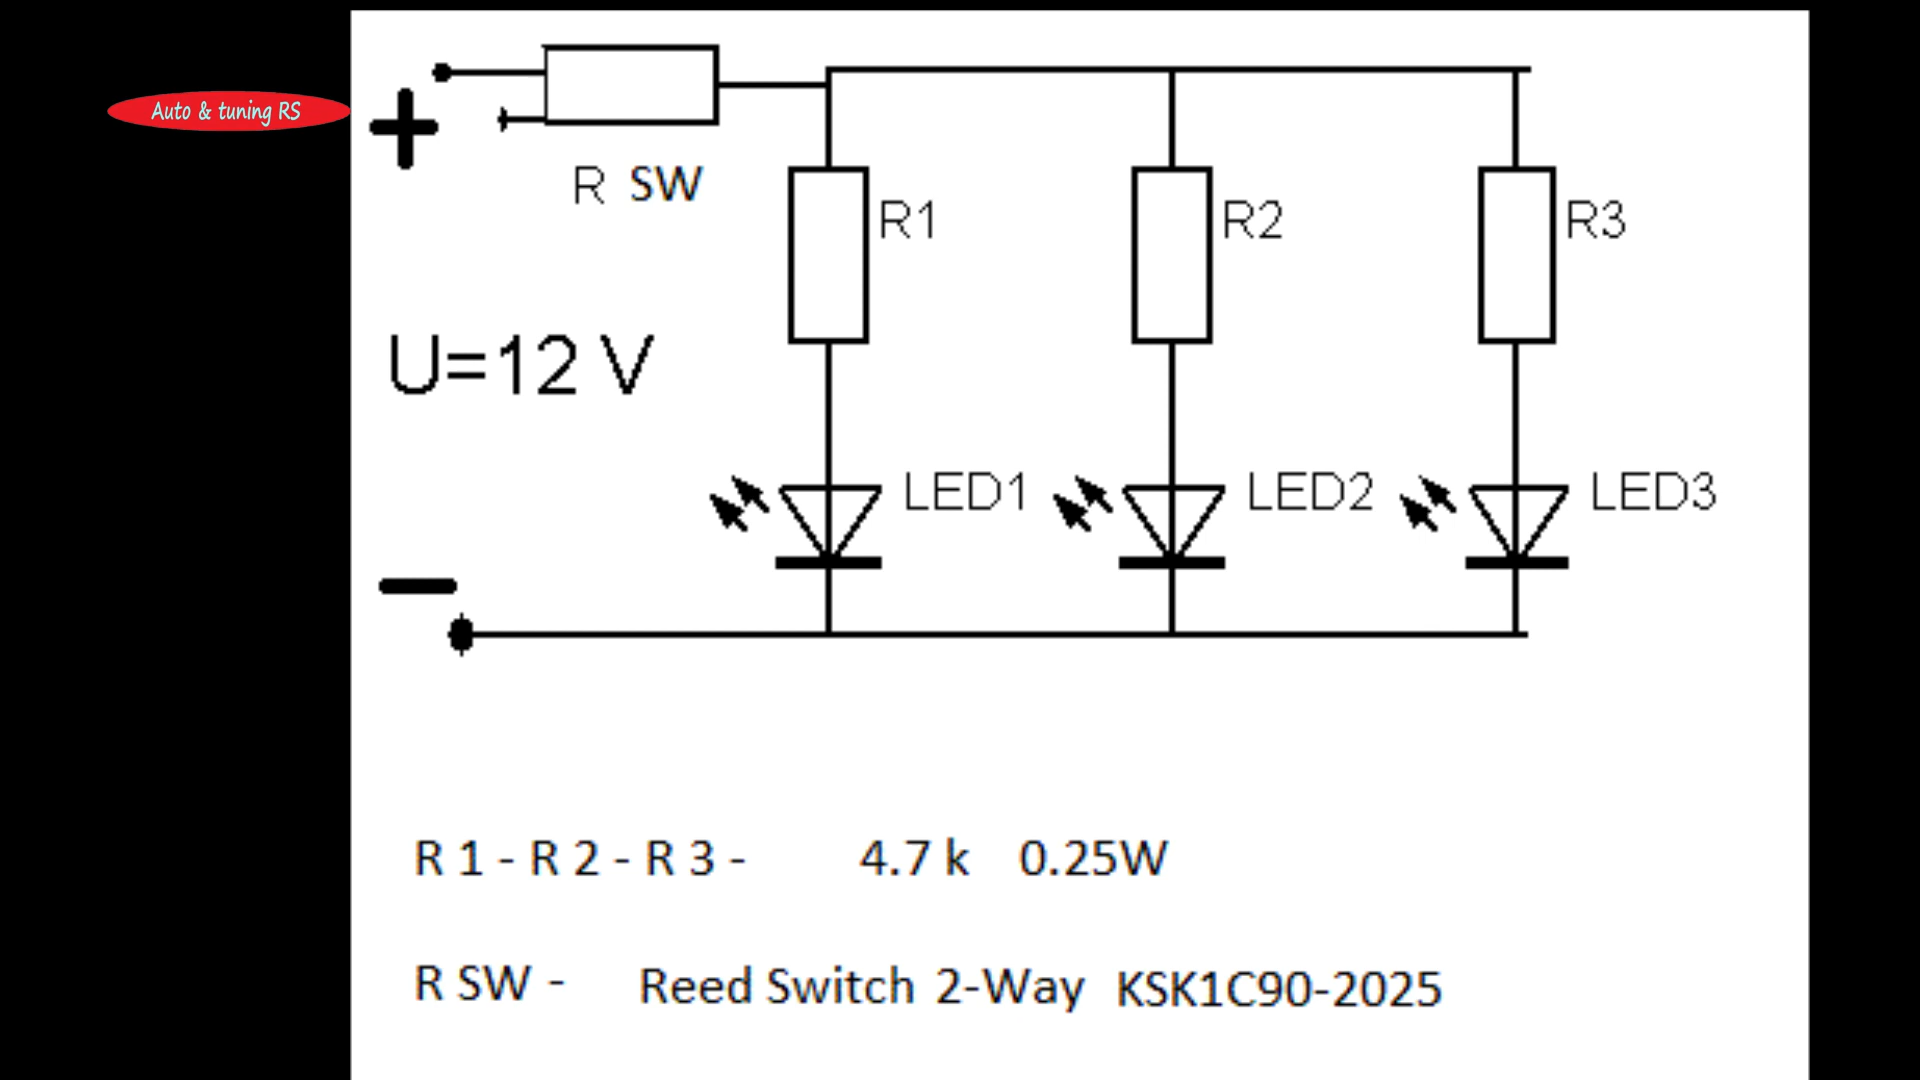 Auto & tuning RS
+
R SW
R1
R2
R3
U=12 V
LED1
LED2
LED3
−
R 1 - R 2 - R 3 - 4.7 k 0.25W
R SW - Reed Switch 2-Way KSK1C90-2025